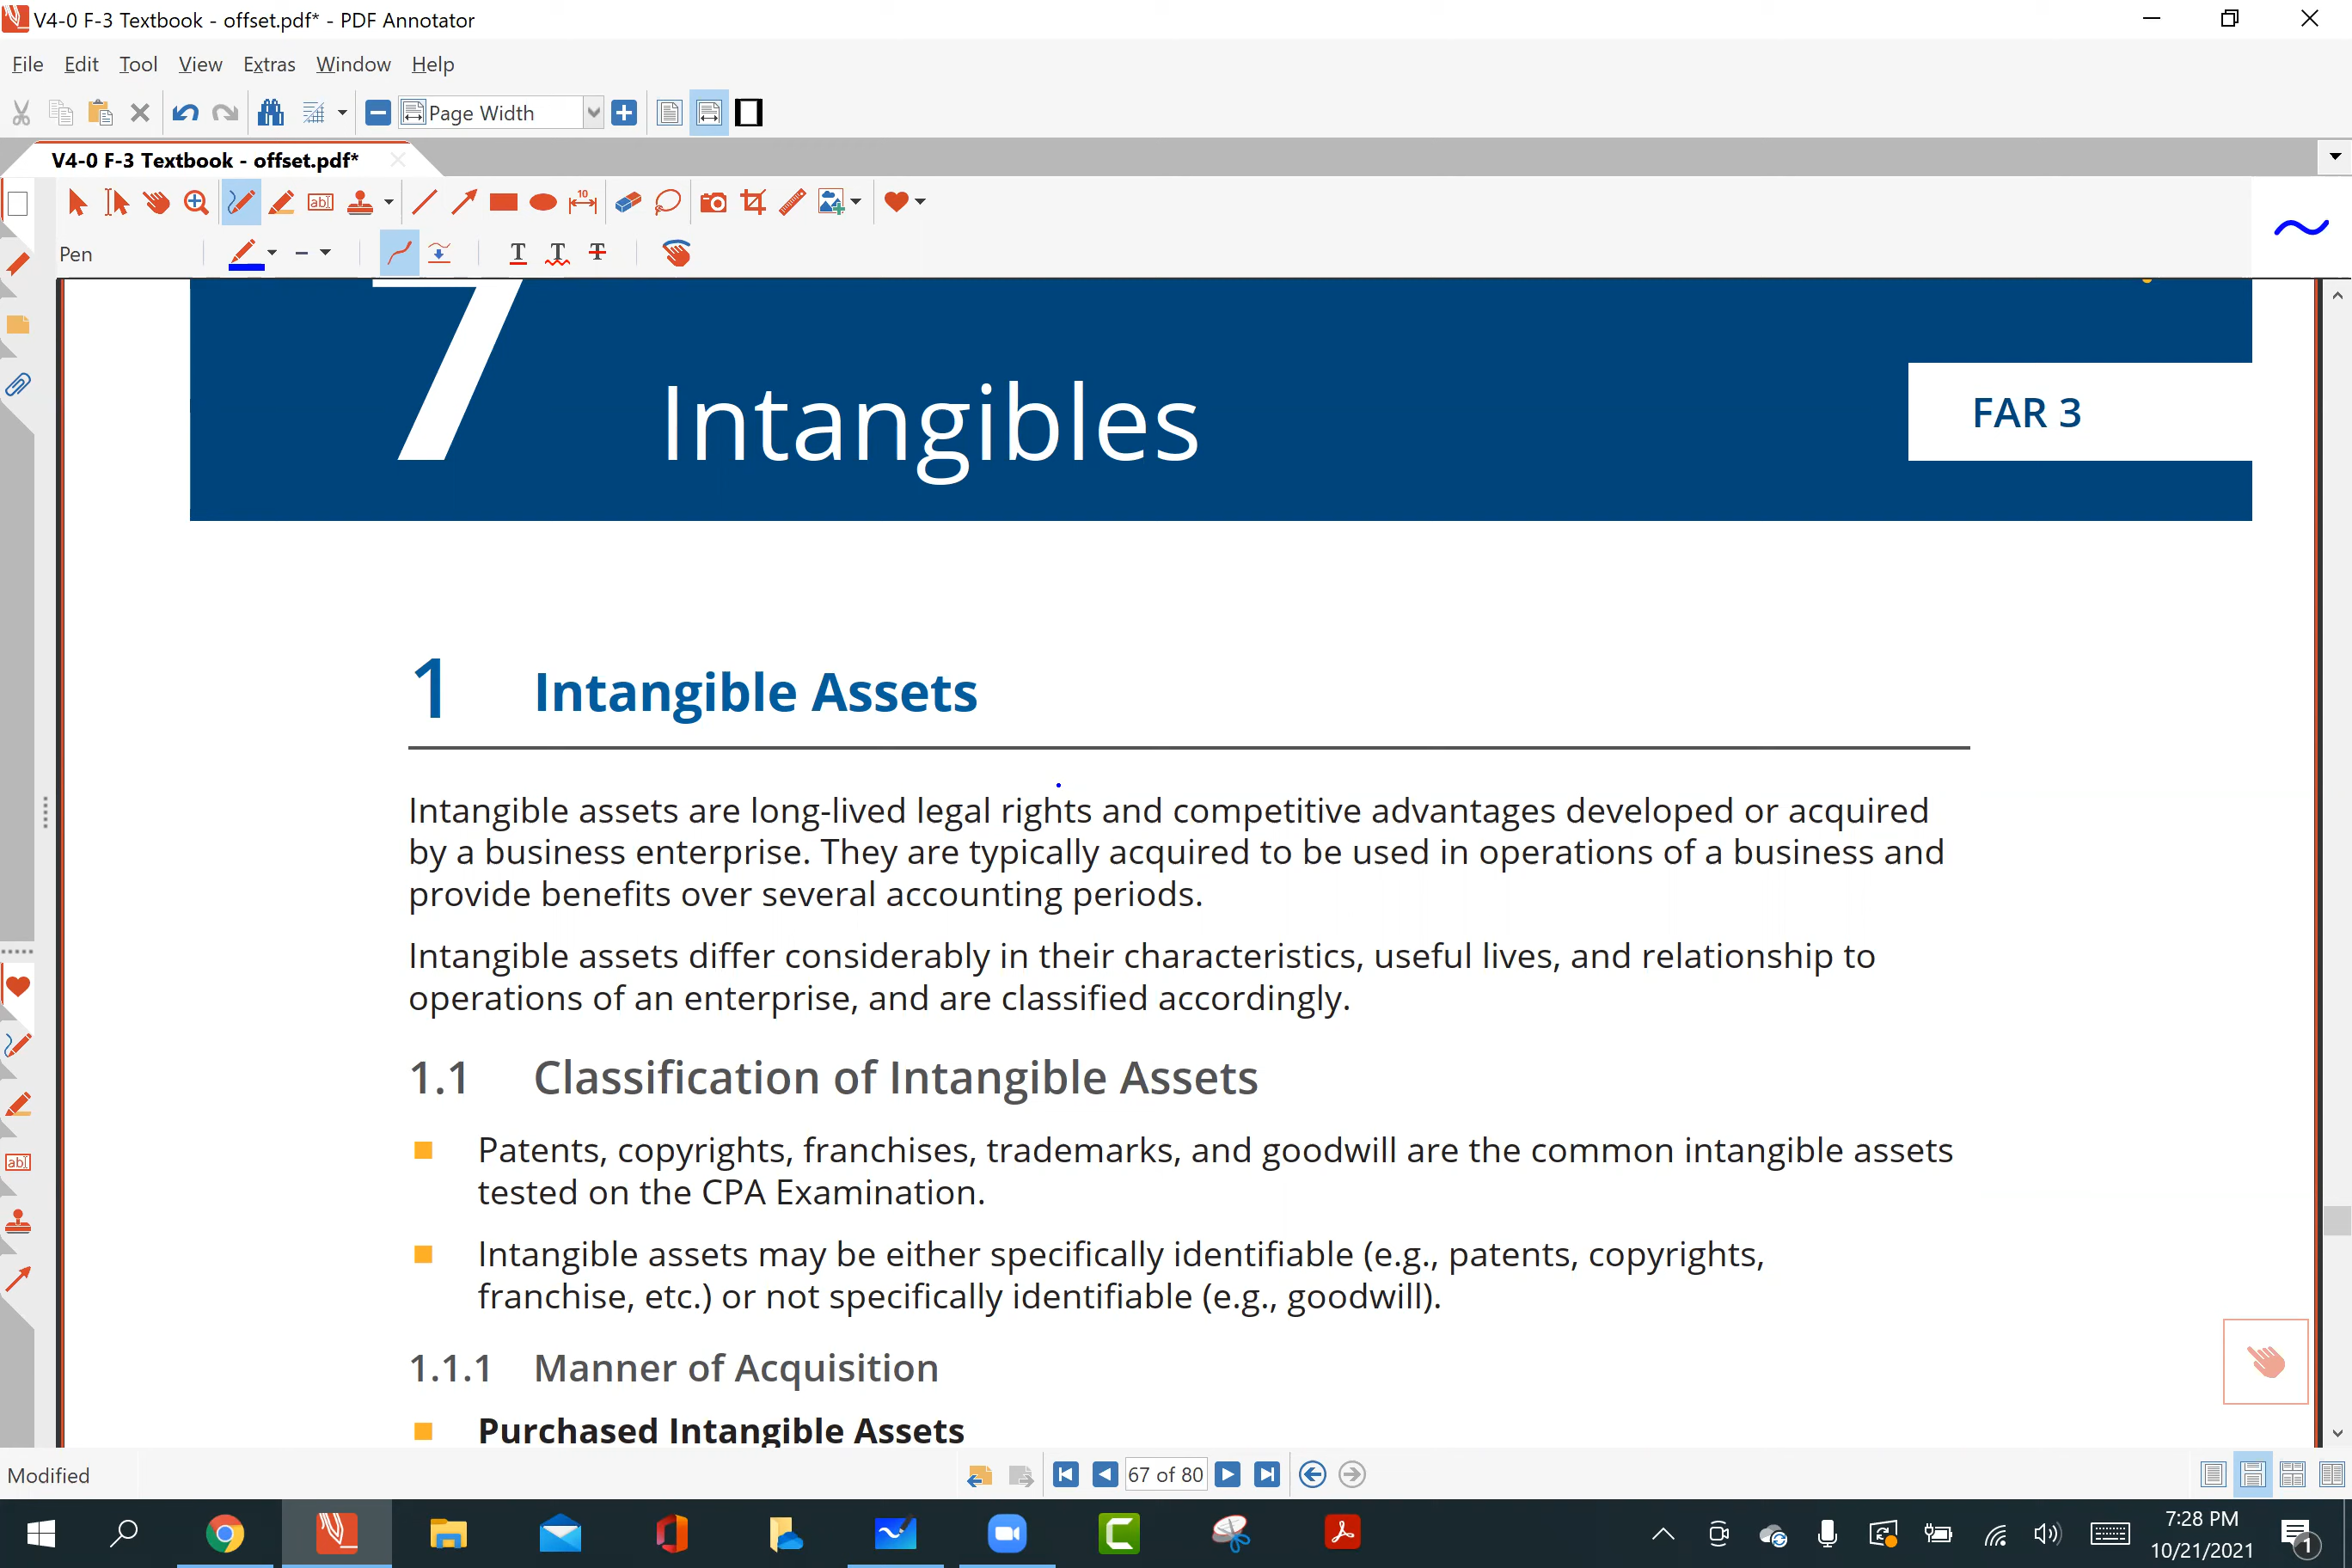 V4-0 F-3 Textbook - offset.pdf* - PDF Annotator
File Edit Tool View Extras Window Help
Page Width
V4-0 F-3 Textbook - offset.pdf*
ab
10
Pen
T T T
7 Intangibles
FAR 3
1 Intangible Assets
Intangible assets are long-lived legal rights and competitive advantages developed or acquired
by a business enterprise. They are typically acquired to be used in operations of a business and
provide benefits over several accounting periods.
Intangible assets differ considerably in their characteristics, useful lives, and relationship to
operations of an enterprise, and are classified accordingly.
1.1 Classification of Intangible Assets
Patents, copyrights, franchises, trademarks, and goodwill are the common intangible assets
tested on the CPA Examination.
Intangible assets may be either specifically identifiable (e.g., patents, copyrights,
franchise, etc.) or not specifically identifiable (e.g., goodwill).
ab
1.1.1 Manner of Acquisition
Purchased Intangible Assets
Modified
67 of 80
7:28 PM
10/21/2021
1